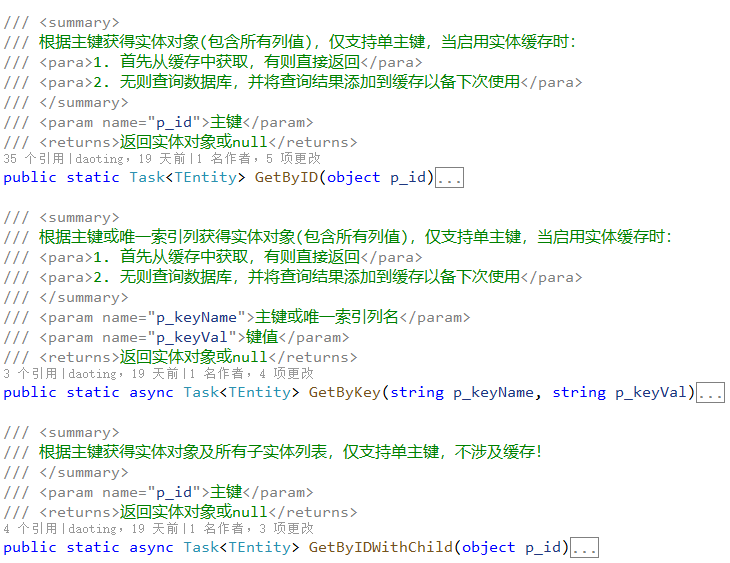 /// <summary>
/// 根据主键获得实体对象(包含所有列值)，仅支持单主键，当启用实体缓存时：
/// <para>1. 首先从缓存中获取，有则直接返回</para>
/// <para>2. 无则查询数据库，并将查询结果添加到缓存以备下次使用</para>
/// </summary>
/// <param name="p_id">主键</param>
/// <returns>返回实体对象或null</returns>
35 个引用|daoting，19 天前|1 名作者，5 项更改
public static Task<TEntity> GetByID(object p_id)...
/// <summary>
/// 根据主键或唯一索引列获得实体对象(包含所有列值)，仅支持单主键，当启用实体缓存时：
/// <para>1. 首先从缓存中获取，有则直接返回</para>
/// <para>2. 无则查询数据库，并将查询结果添加到缓存以备下次使用</para>
/// </summary>
/// <param name="p_keyName">主键或唯一索引列名</param>
/// <param name="p_keyVal">键值</param>
/// <returns>返回实体对象或null</returns>
3 个引用|daoting，19 天前|1 名作者，4 项更改
public static async Task<TEntity> GetByKey(string p_keyName, string p_keyVal)...
/// <summary>
/// 根据主键获得实体对象及所有子实体列表，仅支持单主键，不涉及缓存！
/// </summary>
/// <param name="p_id">主键</param>
/// <returns>返回实体对象或null</returns>
4 个引用|daoting，19 天前|1 名作者，3 项更改
public static async Task<TEntity> GetByIDWithChild(object p_id)...